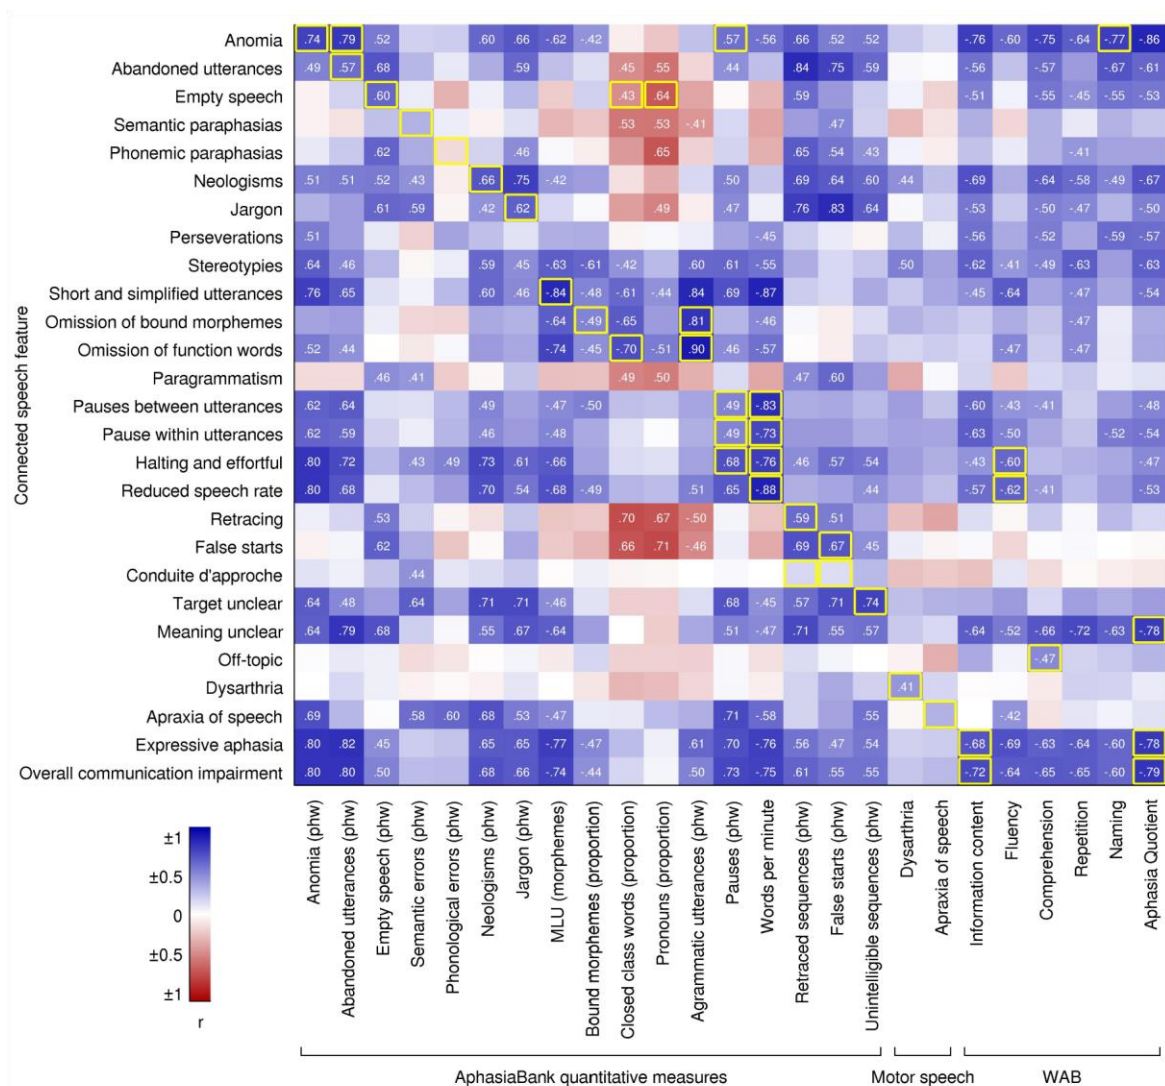 Connected speech feature
Anomia .74 .79 .52 .60 .66 -.62 -.42 .57 -.56 .66 .52 .52 -.76 -.60 -.75 -.64 -.77 -.86
Abandoned utterances .49 .57 .68 .59 .45 .55 .44 .84 .75 .59 -.56 -.57 -.67 -.61
Empty speech .60 .43 .64 .59 -.51 -.55 -.45 -.55 -.53
Semantic paraphasias .53 .53 -.41 .47
Phonemic paraphasias .62 .46 .65 .65 .54 .43 -.41
Neologisms .51 .51 .52 .43 .66 .75 -.42 .50 .69 .64 .60 .44 -.69 -.64 -.58 -.49 -.67
Jargon .61 .59 .42 .62 .49 .47 .76 .83 .64 -.53 -.50 -.47 -.50
Perseverations .51 -.45 -.56 -.52 -.59 -.57
Stereotypies .64 .46 .59 .45 -.63 -.61 -.42 .60 .61 -.55 .50 -.62 -.41 -.49 -.63 -.63
Short and simplified utterances .76 .65 .60 .46 -.84 -.48 -.61 -.44 .84 .69 -.87 -.45 -.64 -.47 -.54
Omission of bound morphemes -.64 -.49 -.65 .81 -.46 -.47
Omission of function words .52 .44 -.74 -.45 -.70 -.51 .90 .46 -.57 -.47 -.47
Paragrammatism .46 .41 .49 .50 .47 .60
Pauses between utterances .62 .64 .49 -.47 -.50 .49 -.83 -.60 -.43 -.41 -.48
Pause within utterances .62 .59 .46 -.48 .49 -.73 -.63 -.50 -.52 -.54
Halting and effortful .80 .72 .43 .49 .73 .61 -.66 .68 -.76 .46 .57 .54 -.43 -.60 -.47
Reduced speech rate .80 .68 .70 .54 -.68 -.49 .51 .65 -.88 .44 -.57 -.62 -.41 -.53
Retracing .53 .70 .67 -.50 .59 .51
False starts .62 .66 .71 -.46 .69 .67 .45
Conduite d'approche .44
Target unclear .64 .48 .64 .71 .71 -.46 .68 -.45 .57 .71 .74
Meaning unclear .64 .79 .68 .55 .67 -.64 .51 -.47 .71 .55 .57 -.64 -.52 -.66 -.72 -.63 -.78
Off-topic -.47
Dysarthria .41
Apraxia of speech .69 .58 .60 .68 .53 -.47 .71 -.58 .55 -.42
Expressive aphasia .80 .82 .45 .65 .65 -.77 -.47 .61 .70 -.76 .56 .47 .54 -.68 -.69 -.63 -.64 -.60 -.78
Overall communication impairment .80 .80 .50 .68 .66 -.74 -.44 .50 .73 -.75 .61 .55 .55 -.72 -.64 -.65 -.65 -.60 -.79
±1
±0.5
0
±0.5
±1
r
Anomia (phw)
Abandoned utterances (phw)
Empty speech (phw)
Semantic errors (phw)
Phonological errors (phw)
Neologisms (phw)
Jargon (phw)
MLU (morphemes)
Bound morphemes (proportion)
Closed class words (proportion)
Pronouns (proportion)
Agrammatic utterances (phw)
Pauses (phw)
Words per minute
Retraced sequences (phw)
False starts (phw)
Unintelligible sequences (phw)
Dysarthria
Apraxia of speech
Information content
Fluency
Comprehension
Repetition
Naming
Aphasia Quotient
AphasiaBank quantitative measures
Motor speech
WAB